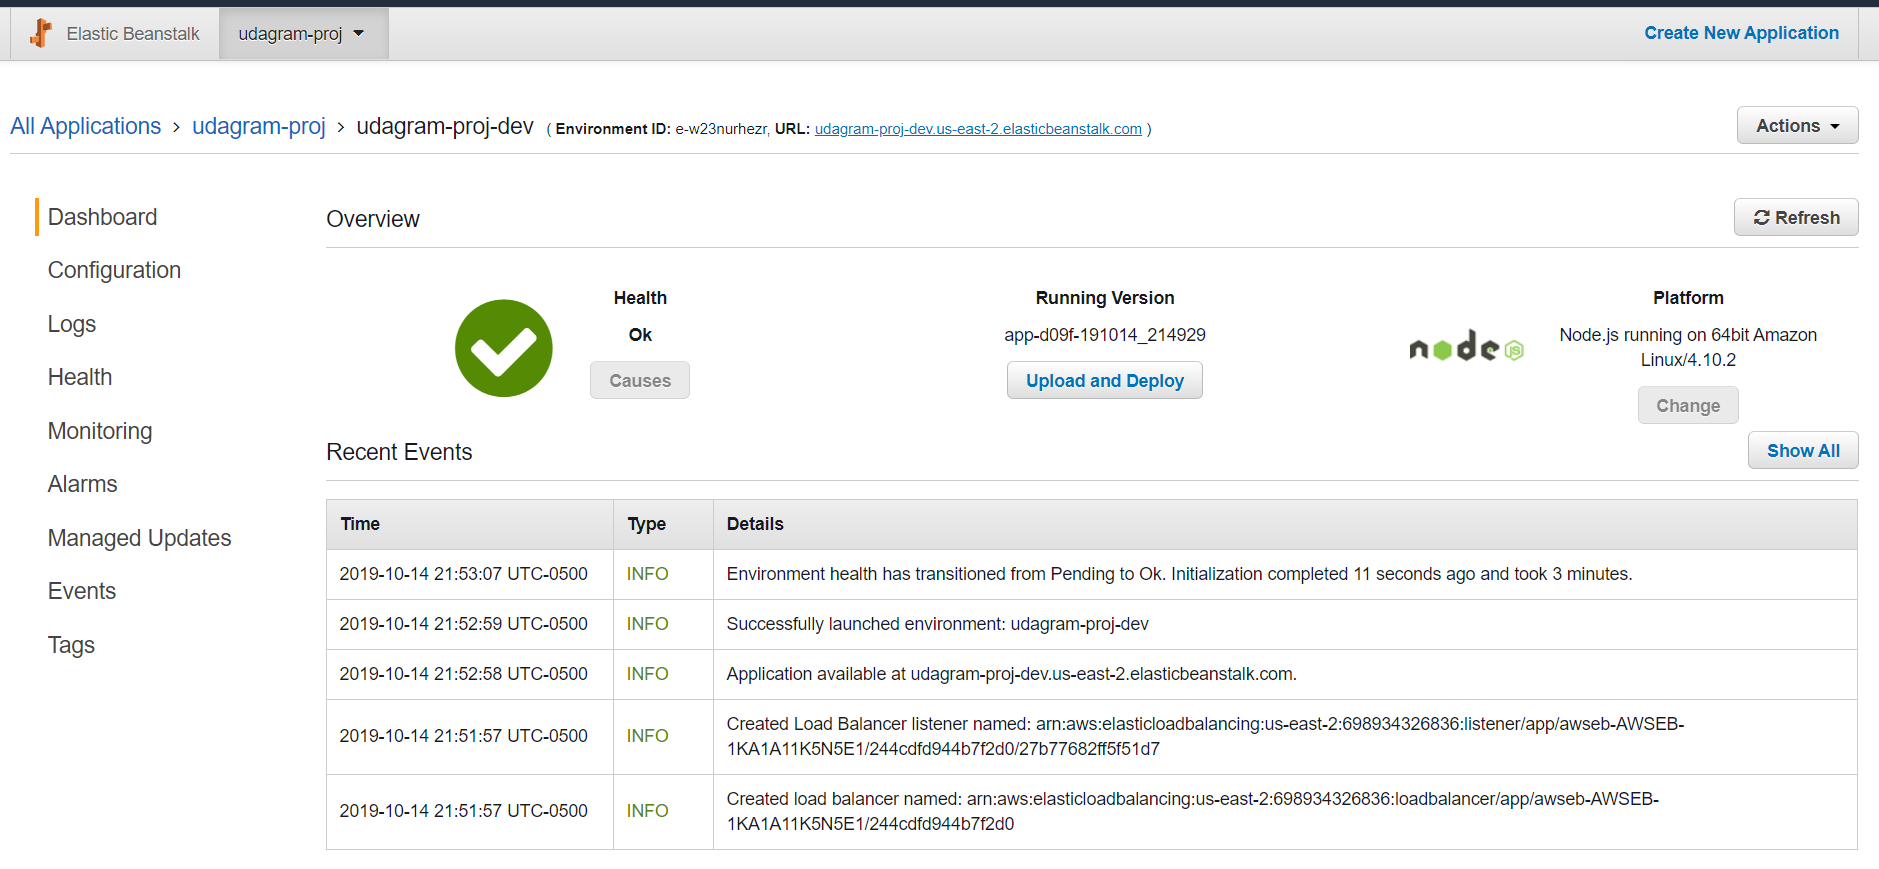 Elastic Beanstalk
udagram-proj
Create New Application
All Applications > udagram-proj > udagram-proj-dev ( Environment ID: e-w23nurhezr, URL: udagram-proj-dev.us-east-2.elasticbeanstalk.com )
Actions
Dashboard
Configuration
Logs
Health
Monitoring
Alarms
Managed Updates
Events
Tags
Overview
Refresh
Health
Ok
Causes
Running Version
app-d09f-191014_214929
Upload and Deploy
node JS
Platform
Node.js running on 64bit Amazon
Linux/4.10.2
Change
Recent Events
Show All
Time Type Details
2019-10-14 21:53:07 UTC-0500 INFO Environment health has transitioned from Pending to Ok. Initialization completed 11 seconds ago and took 3 minutes.
2019-10-14 21:52:59 UTC-0500 INFO Successfully launched environment: udagram-proj-dev
2019-10-14 21:52:58 UTC-0500 INFO Application available at udagram-proj-dev.us-east-2.elasticbeanstalk.com.
2019-10-14 21:51:57 UTC-0500 INFO Created Load Balancer listener named: arn:aws:elasticloadbalancing:us-east-2:698934326836:listener/app/awseb-AWSEB-
1KA1A11K5N5E1/244cdfd944b7f2d0/27b77682ff5f51d7
2019-10-14 21:51:57 UTC-0500 INFO Created load balancer named: arn:aws:elasticloadbalancing:us-east-2:698934326836:loadbalancer/app/awseb-AWSEB-
1KA1A11K5N5E1/244cdfd944b7f2d0